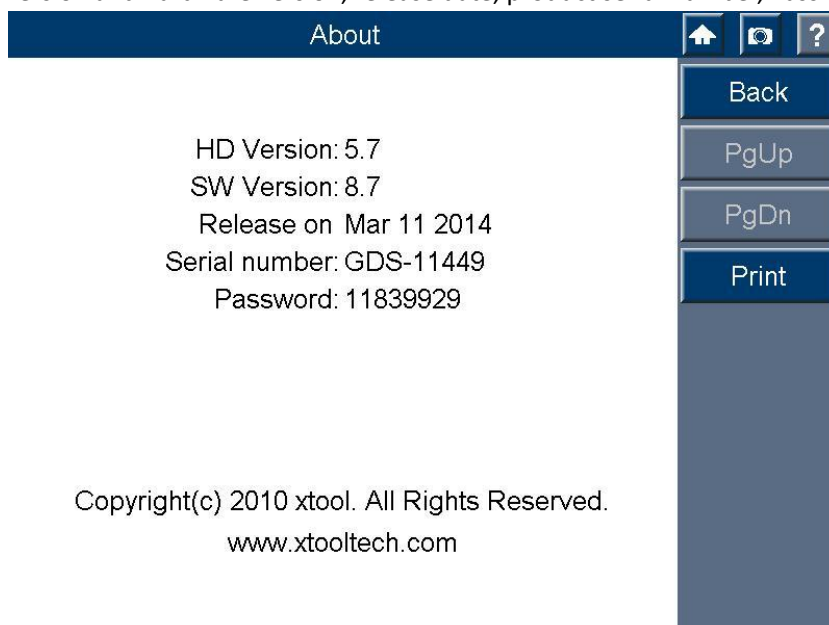 About
?
Back
HD Version: 5.7
PgUp
SW Version: 8.7
Release on Mar 11 2014
PgDn
Serial number: GDS-11449
Print
Password: 11839929
Copyright(c) 2010 xtool. All Rights Reserved.
www.xtooltech.com